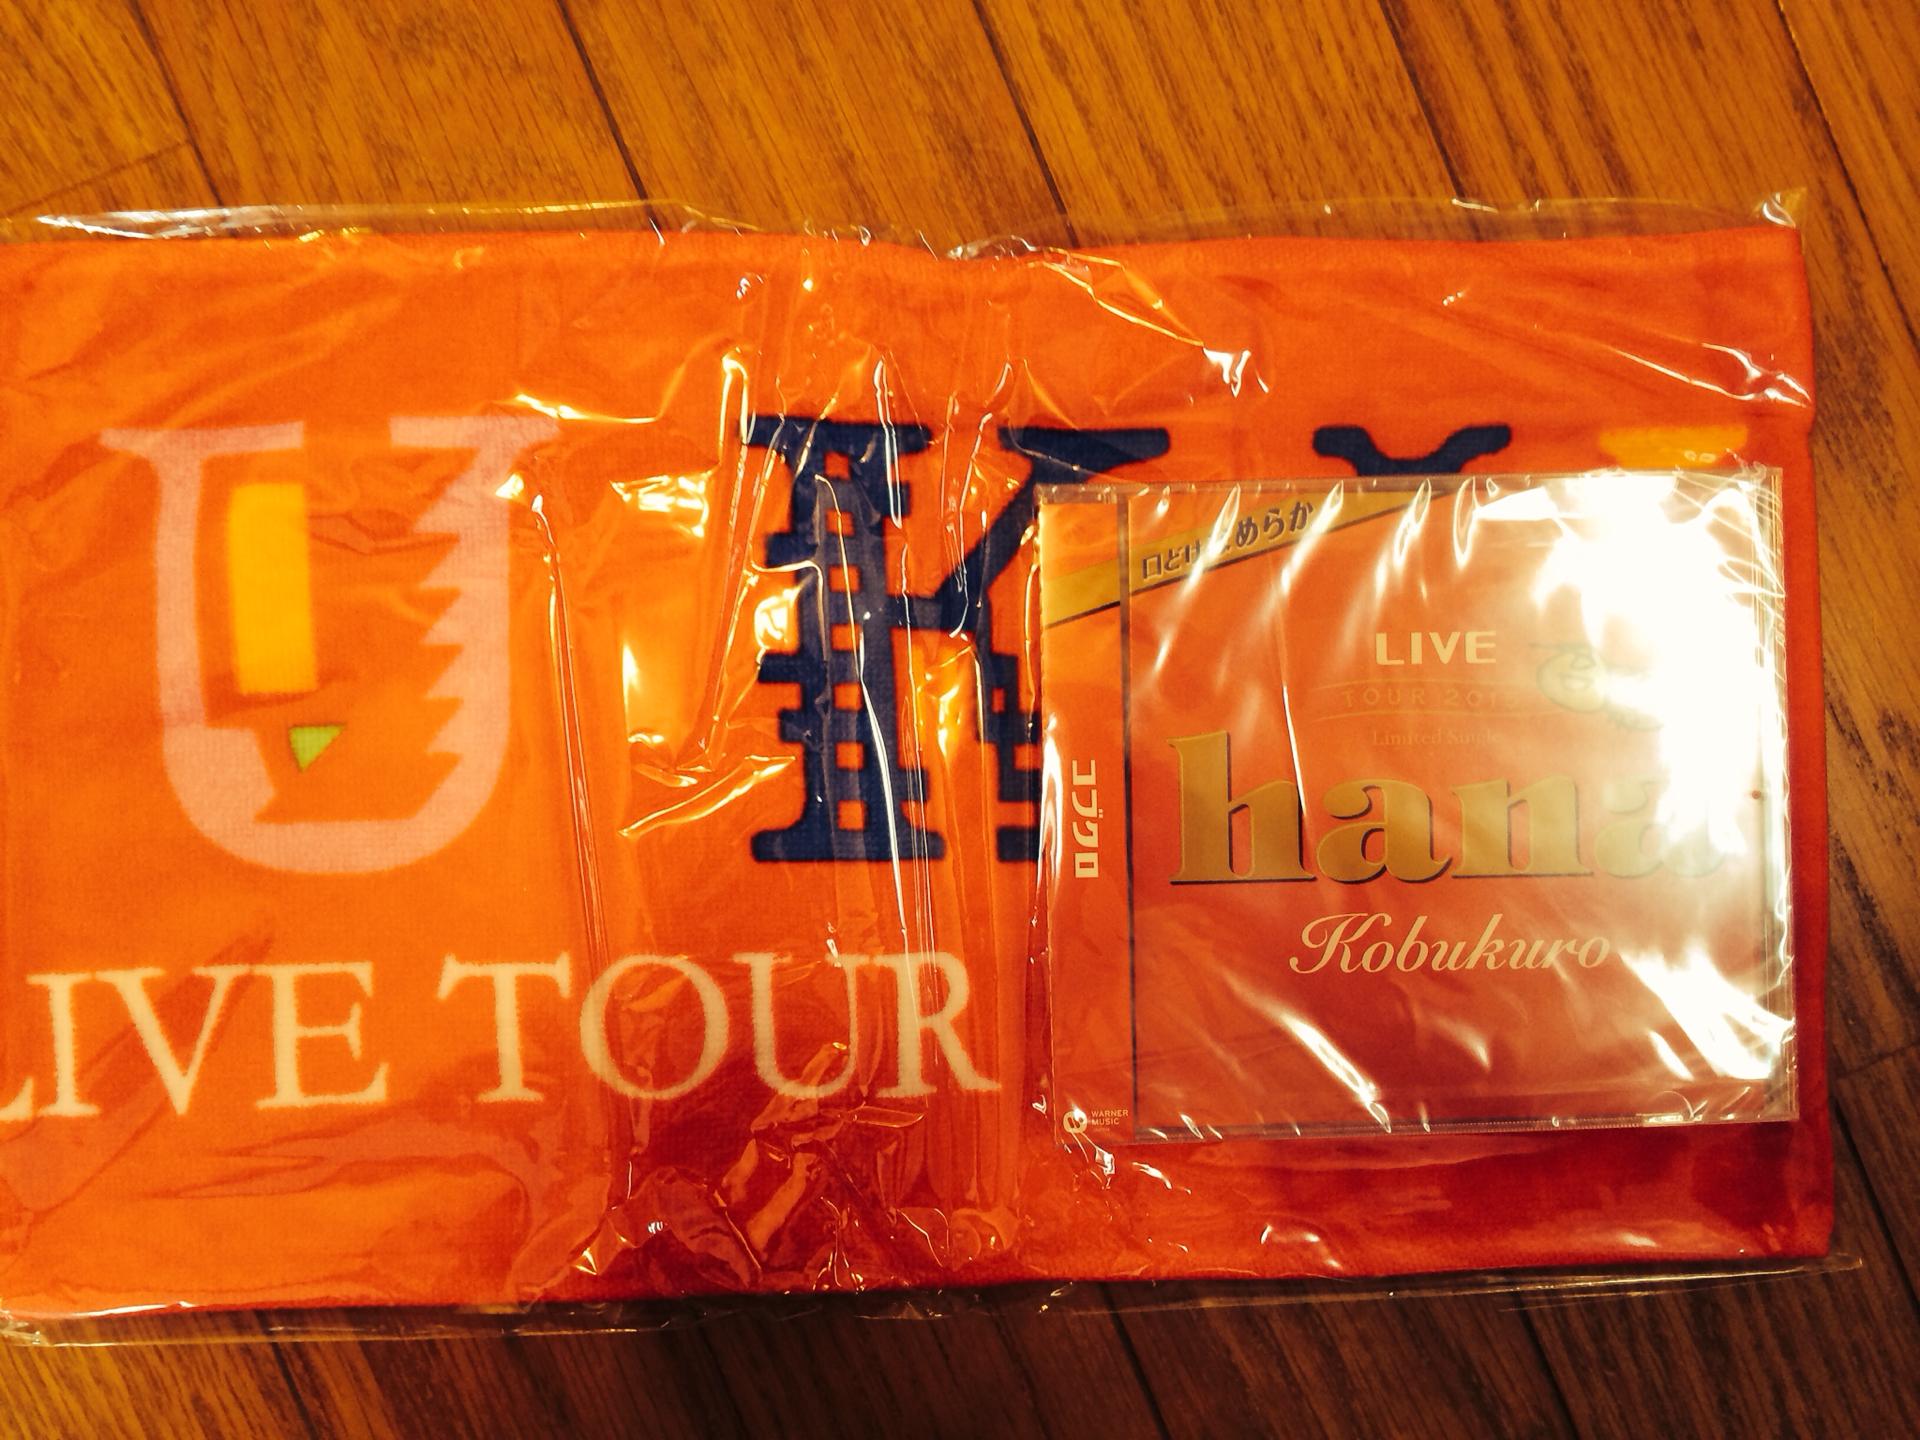 U K
LIVE TOUR
口どけなめらか
LIVE
TOUR 201
Limited Single
hana
Kobukuro
コブクロ
WARNER
MUSIC